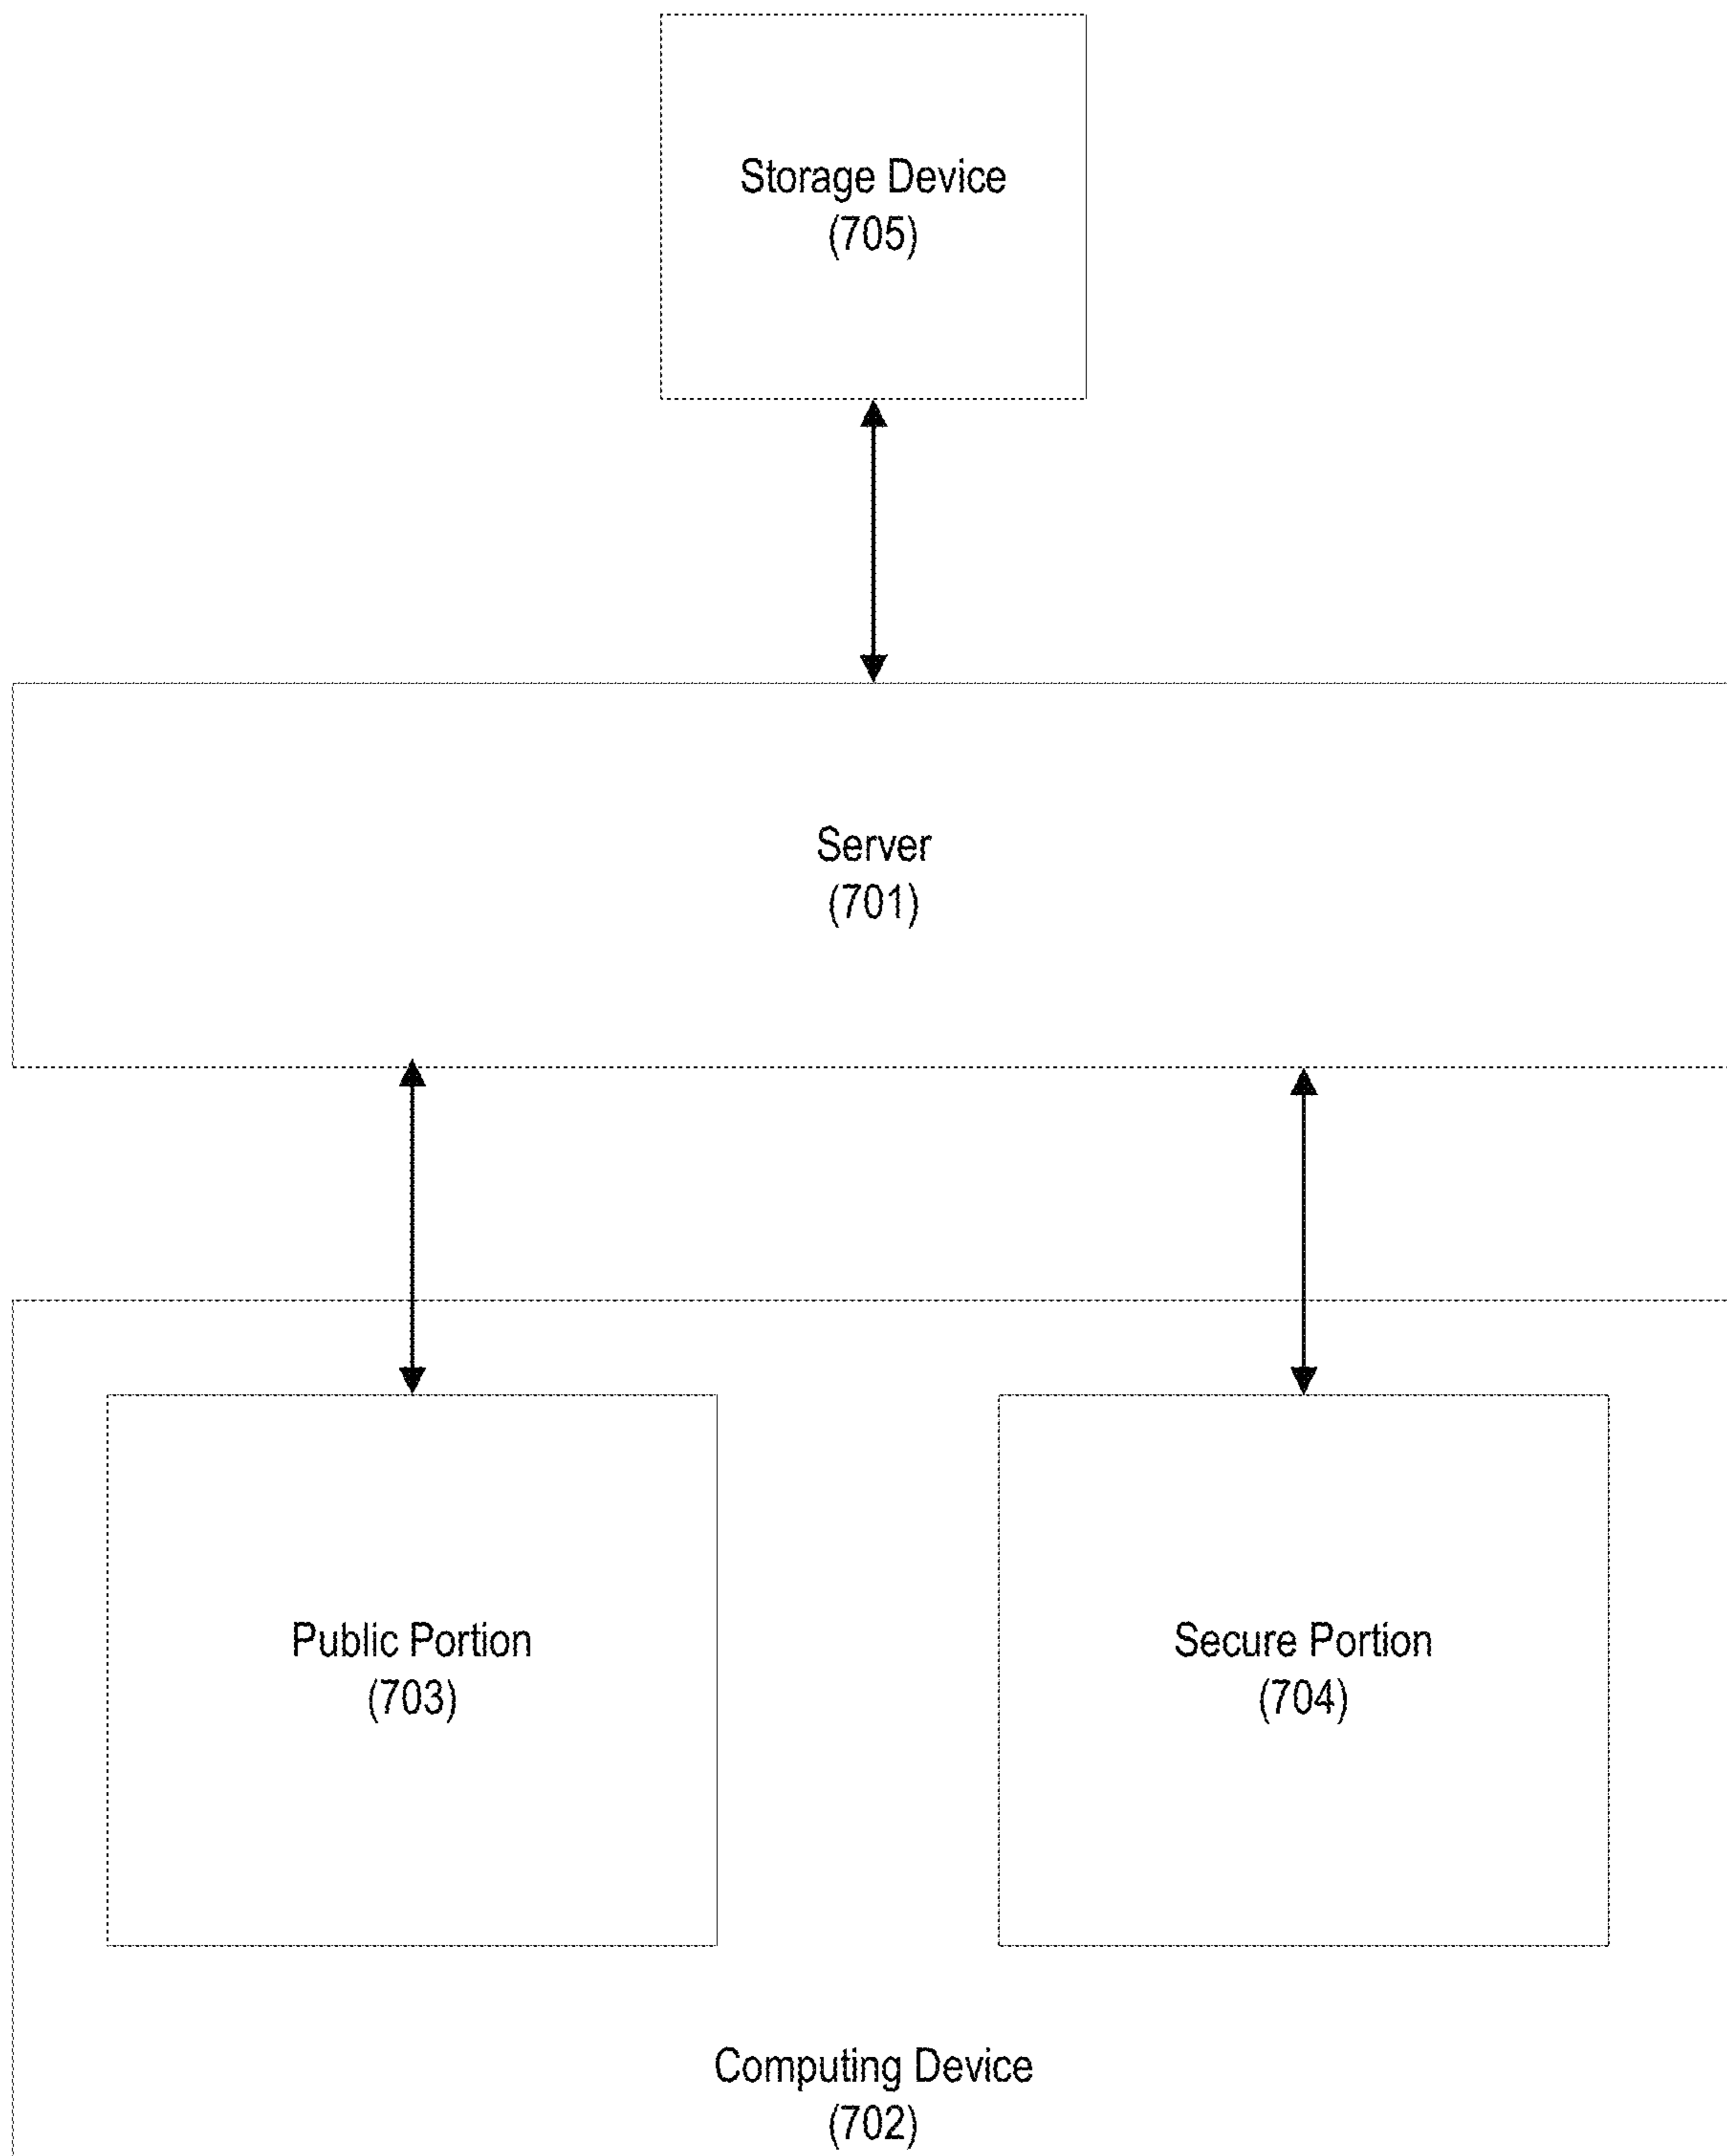 Storage Device
(705)
Server
(701)
Public Portion
(703)
Secure Portion
(704)
Computing Device
(702)